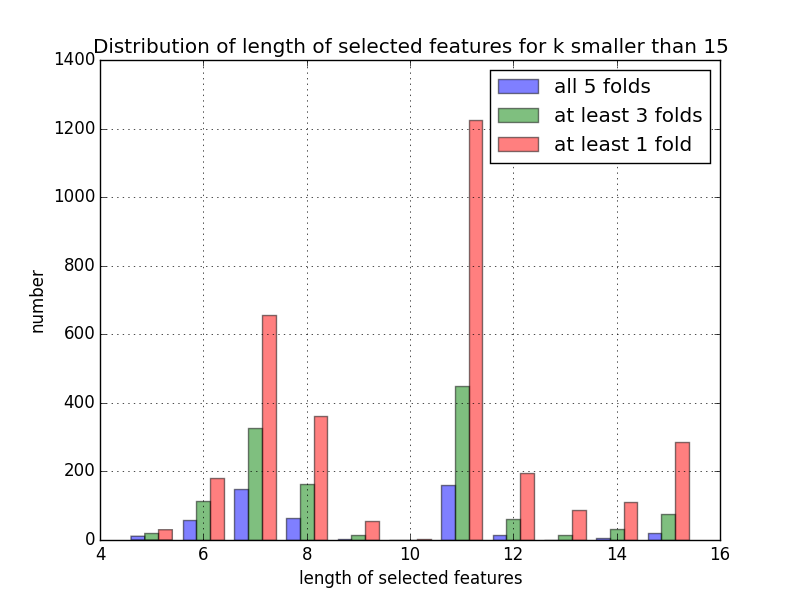 Distribution of length of selected features for k smaller than 15
1400
1200
1000
800
600
400
200
0
number
all 5 folds
at least 3 folds
at least 1 fold
4 6 8 10 12 14 16
length of selected features